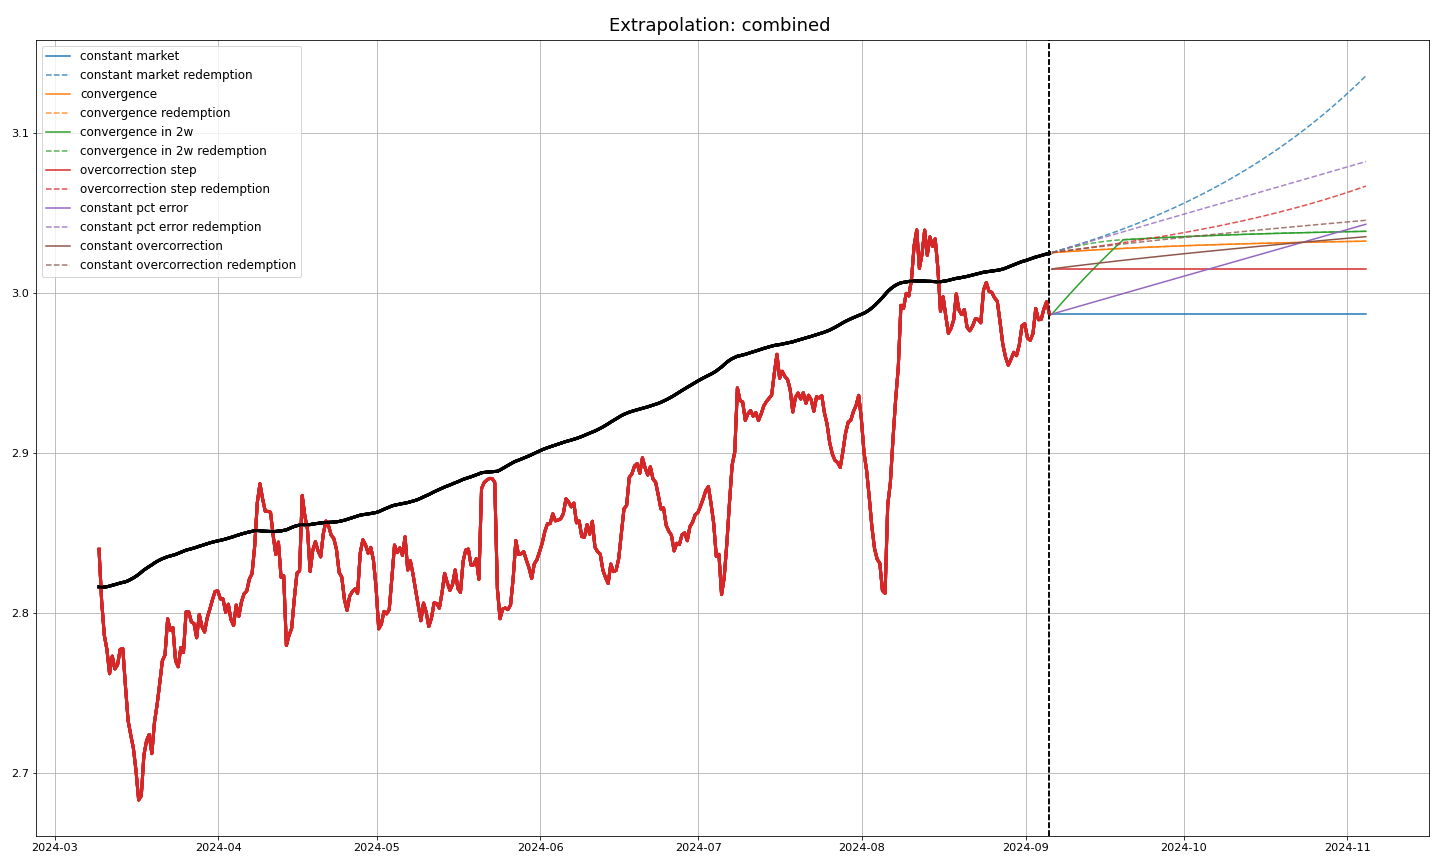 Extrapolation: combined
constant market
constant market redemption
convergence
convergence redemption
convergence in 2w
convergence in 2w redemption
overcorrection step
overcorrection step redemption
constant pct error
constant pct error redemption
constant overcorrection
constant overcorrection redemption
3.1
3.0
2.9
2.8
2.7
2024-03 2024-04 2024-05 2024-06 2024-07 2024-08 2024-09 2024-10 2024-11